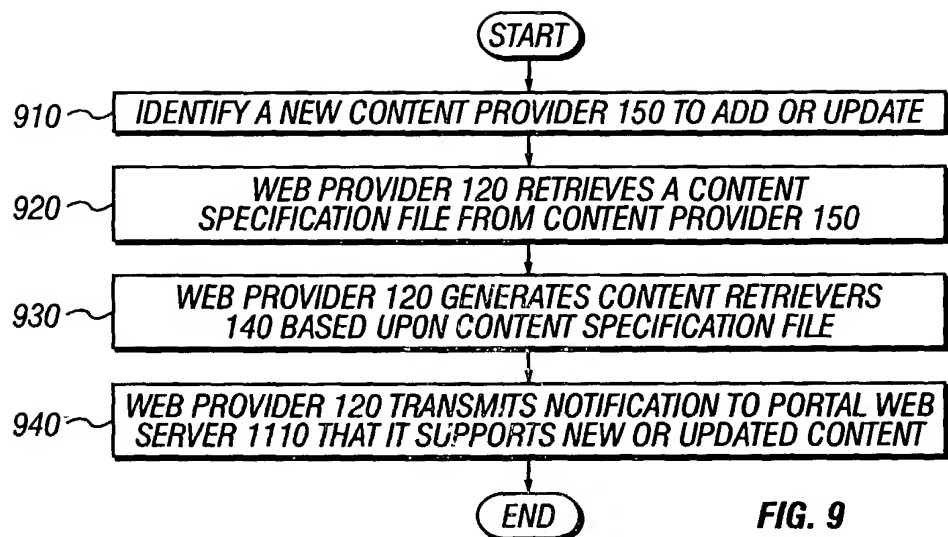 START
910
IDENTIFY A NEW CONTENT PROVIDER 150 TO ADD OR UPDATE
920
WEB PROVIDER 120 RETRIEVES A CONTENT
SPECIFICATION FILE FROM CONTENT PROVIDER 150
930
WEB PROVIDER 120 GENERATES CONTENT RETRIEVERS
140 BASED UPON CONTENT SPECIFICATION FILE
940
WEB PROVIDER 120 TRANSMITS NOTIFICATION TO PORTAL WEB
SERVER 1110 THAT IT SUPPORTS NEW OR UPDATED CONTENT
END
FIG. 9